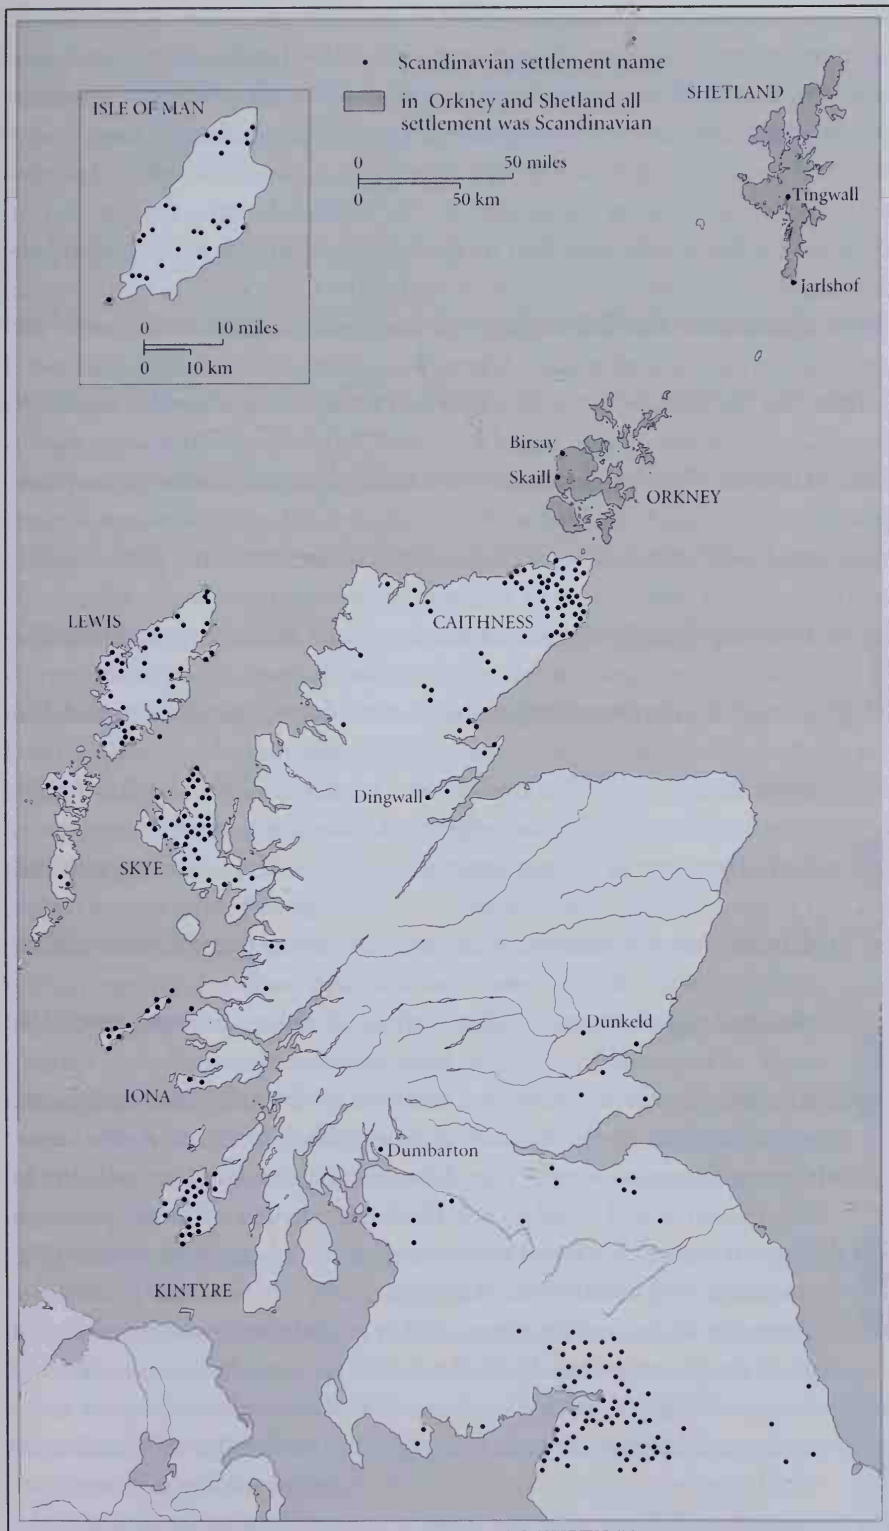 Scandinavian settlement name
in Orkney and Shetland all
settlement was Scandinavian
0 50 miles
0 50 km
ISLE OF MAN
0 10 miles
0 10 km
SHETLAND
Tingwall
Jarlshof
Birsay
Skaill
ORKNEY
LEWIS
CAITHNESS
Dingwall
SKYE
Dunkeld
IONA
Dumbarton
KINTYRE